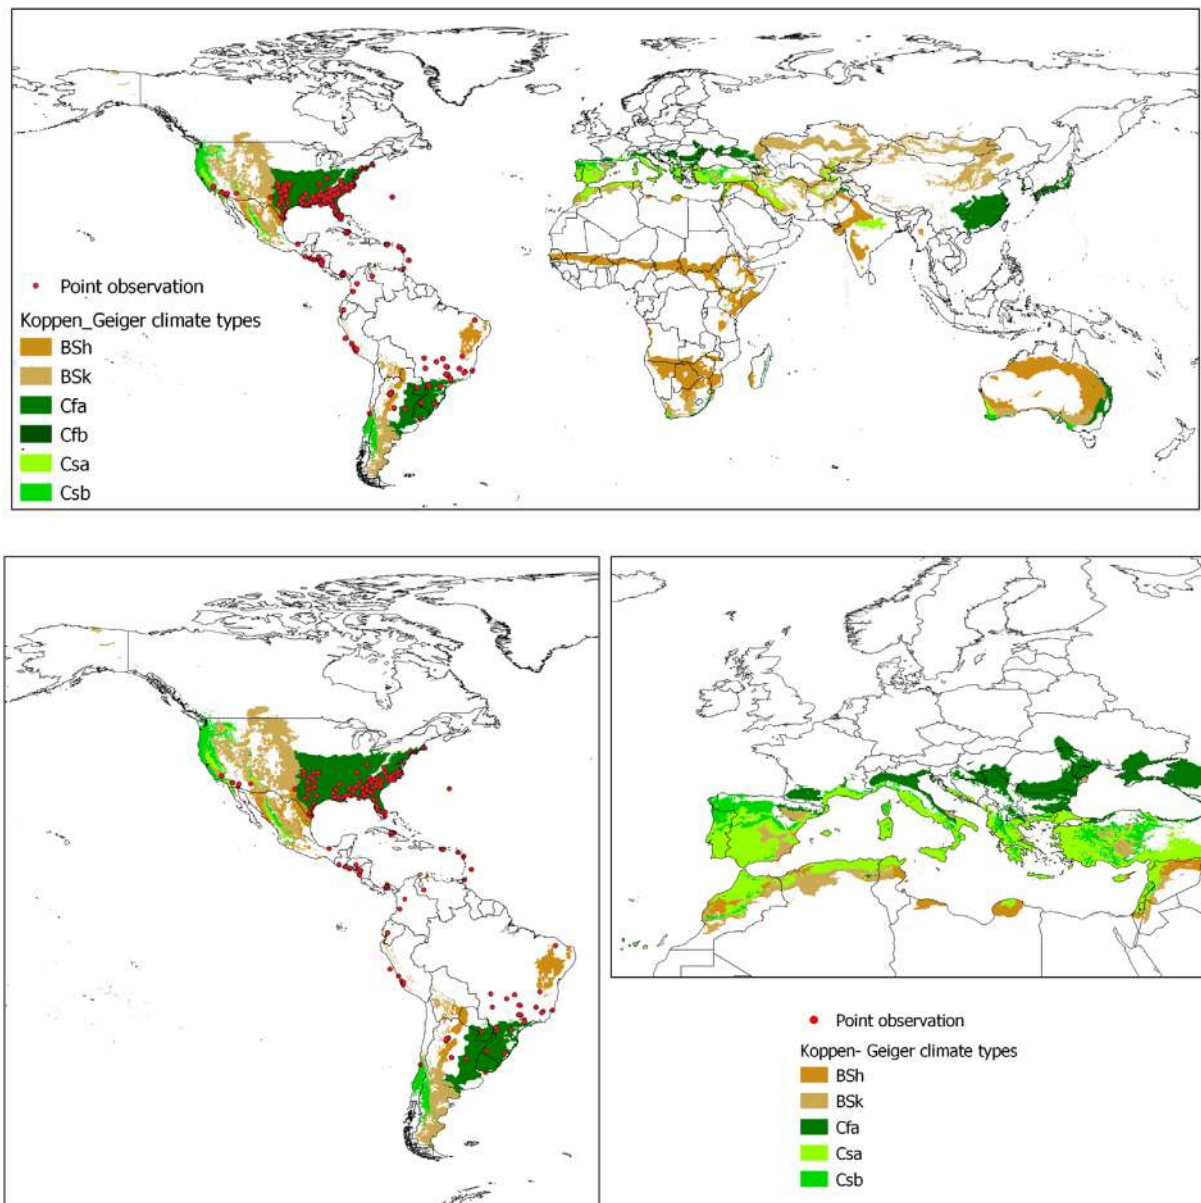 Point observation
Koppen_Geiger climate types
BSh
BSk
Cfa
Cfb
Csa
Csb
Point observation
Koppen- Geiger climate types
BSh
BSk
Cfa
Csa
Csb